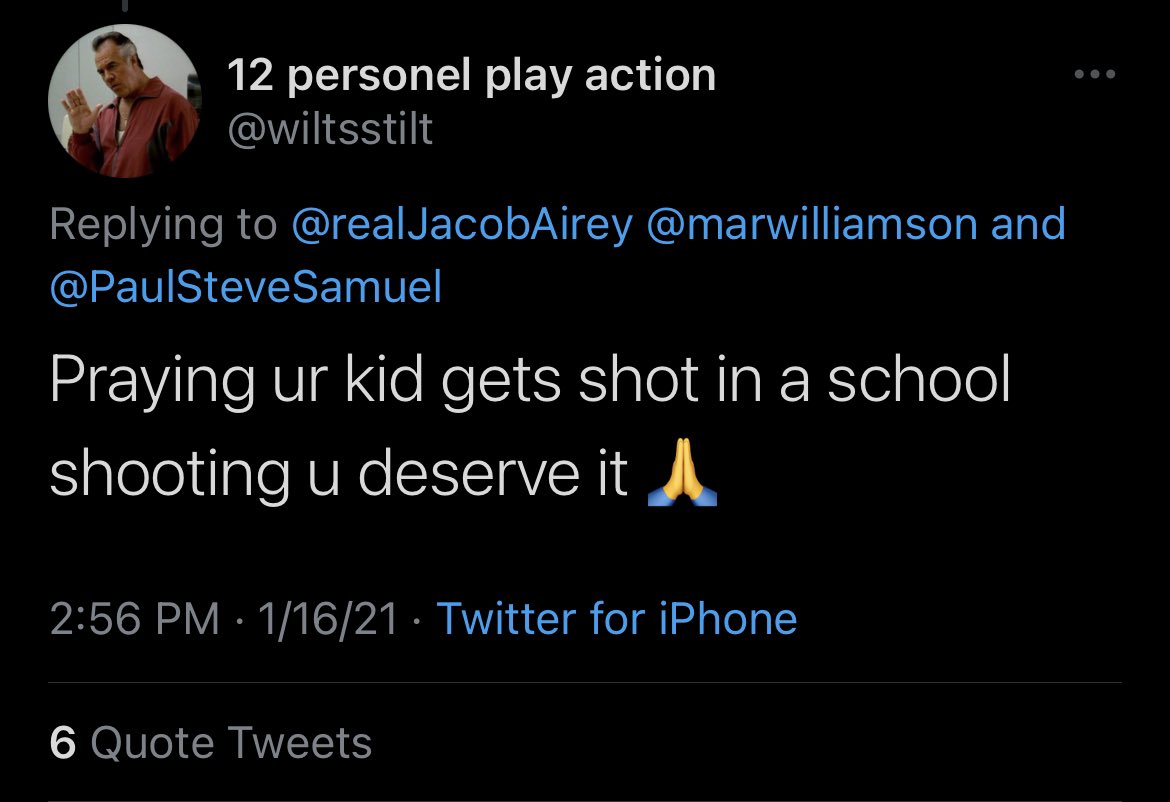 12 personel play action
@wiltsstilt
Replying to @realJacobAirey @marwilliamson and
@PaulSteveSamuel
Praying ur kid gets shot in a school
shooting u deserve it 🙏
2:56 PM · 1/16/21 · Twitter for iPhone
6 Quote Tweets